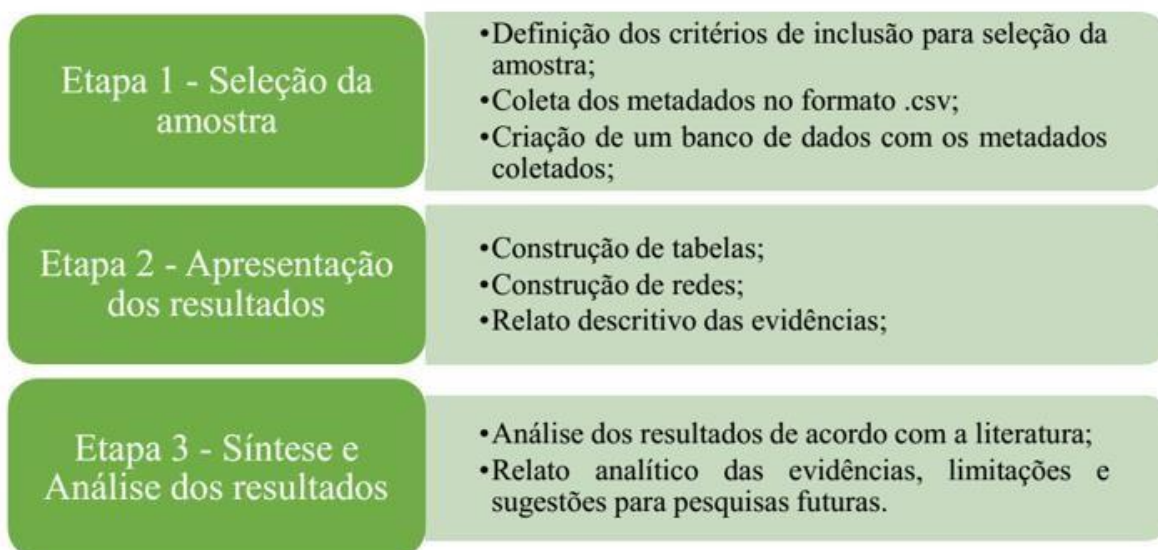 Etapa 1 - Seleção da
amostra
•Definição dos critérios de inclusão para seleção da
amostra;
•Coleta dos metadados no formato .csv;
•Criação de um banco de dados com os metadados
coletados;
Etapa 2 - Apresentação
dos resultados
•Construção de tabelas;
•Construção de redes;
•Relato descritivo das evidências;
Etapa 3 - Síntese e
Análise dos resultados
•Análise dos resultados de acordo com a literatura;
•Relato analítico das evidências, limitações e
sugestões para pesquisas futuras.